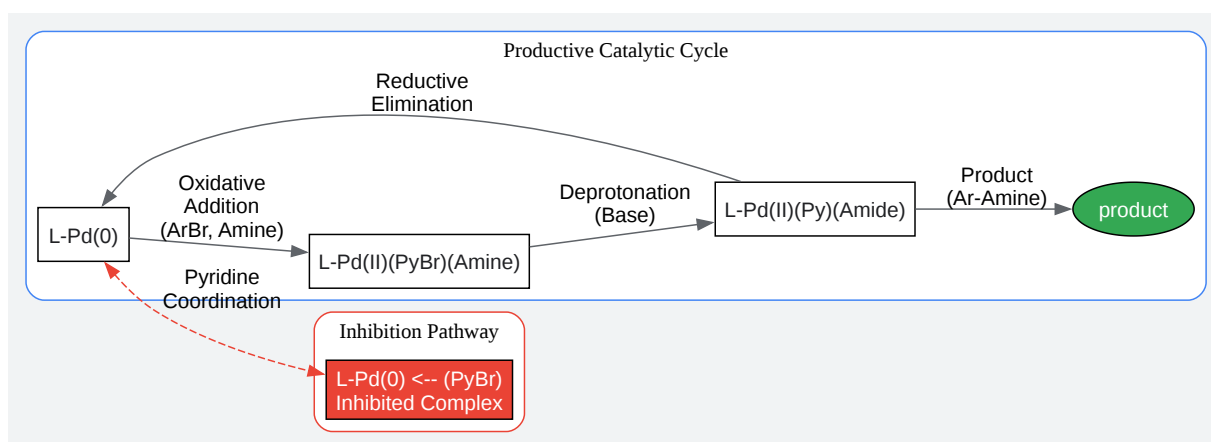 Productive Catalytic Cycle
Reductive
Elimination
Oxidative
Addition
(ArBr, Amine)
L-Pd(0)
L-Pd(II)(PyBr)(Amine)
Deprotonation
(Base)
L-Pd(II)(Py)(Amide)
Product
(Ar-Amine)
product
Pyridine
Coordination
Inhibition Pathway
L-Pd(0) <-- (PyBr)
Inhibited Complex